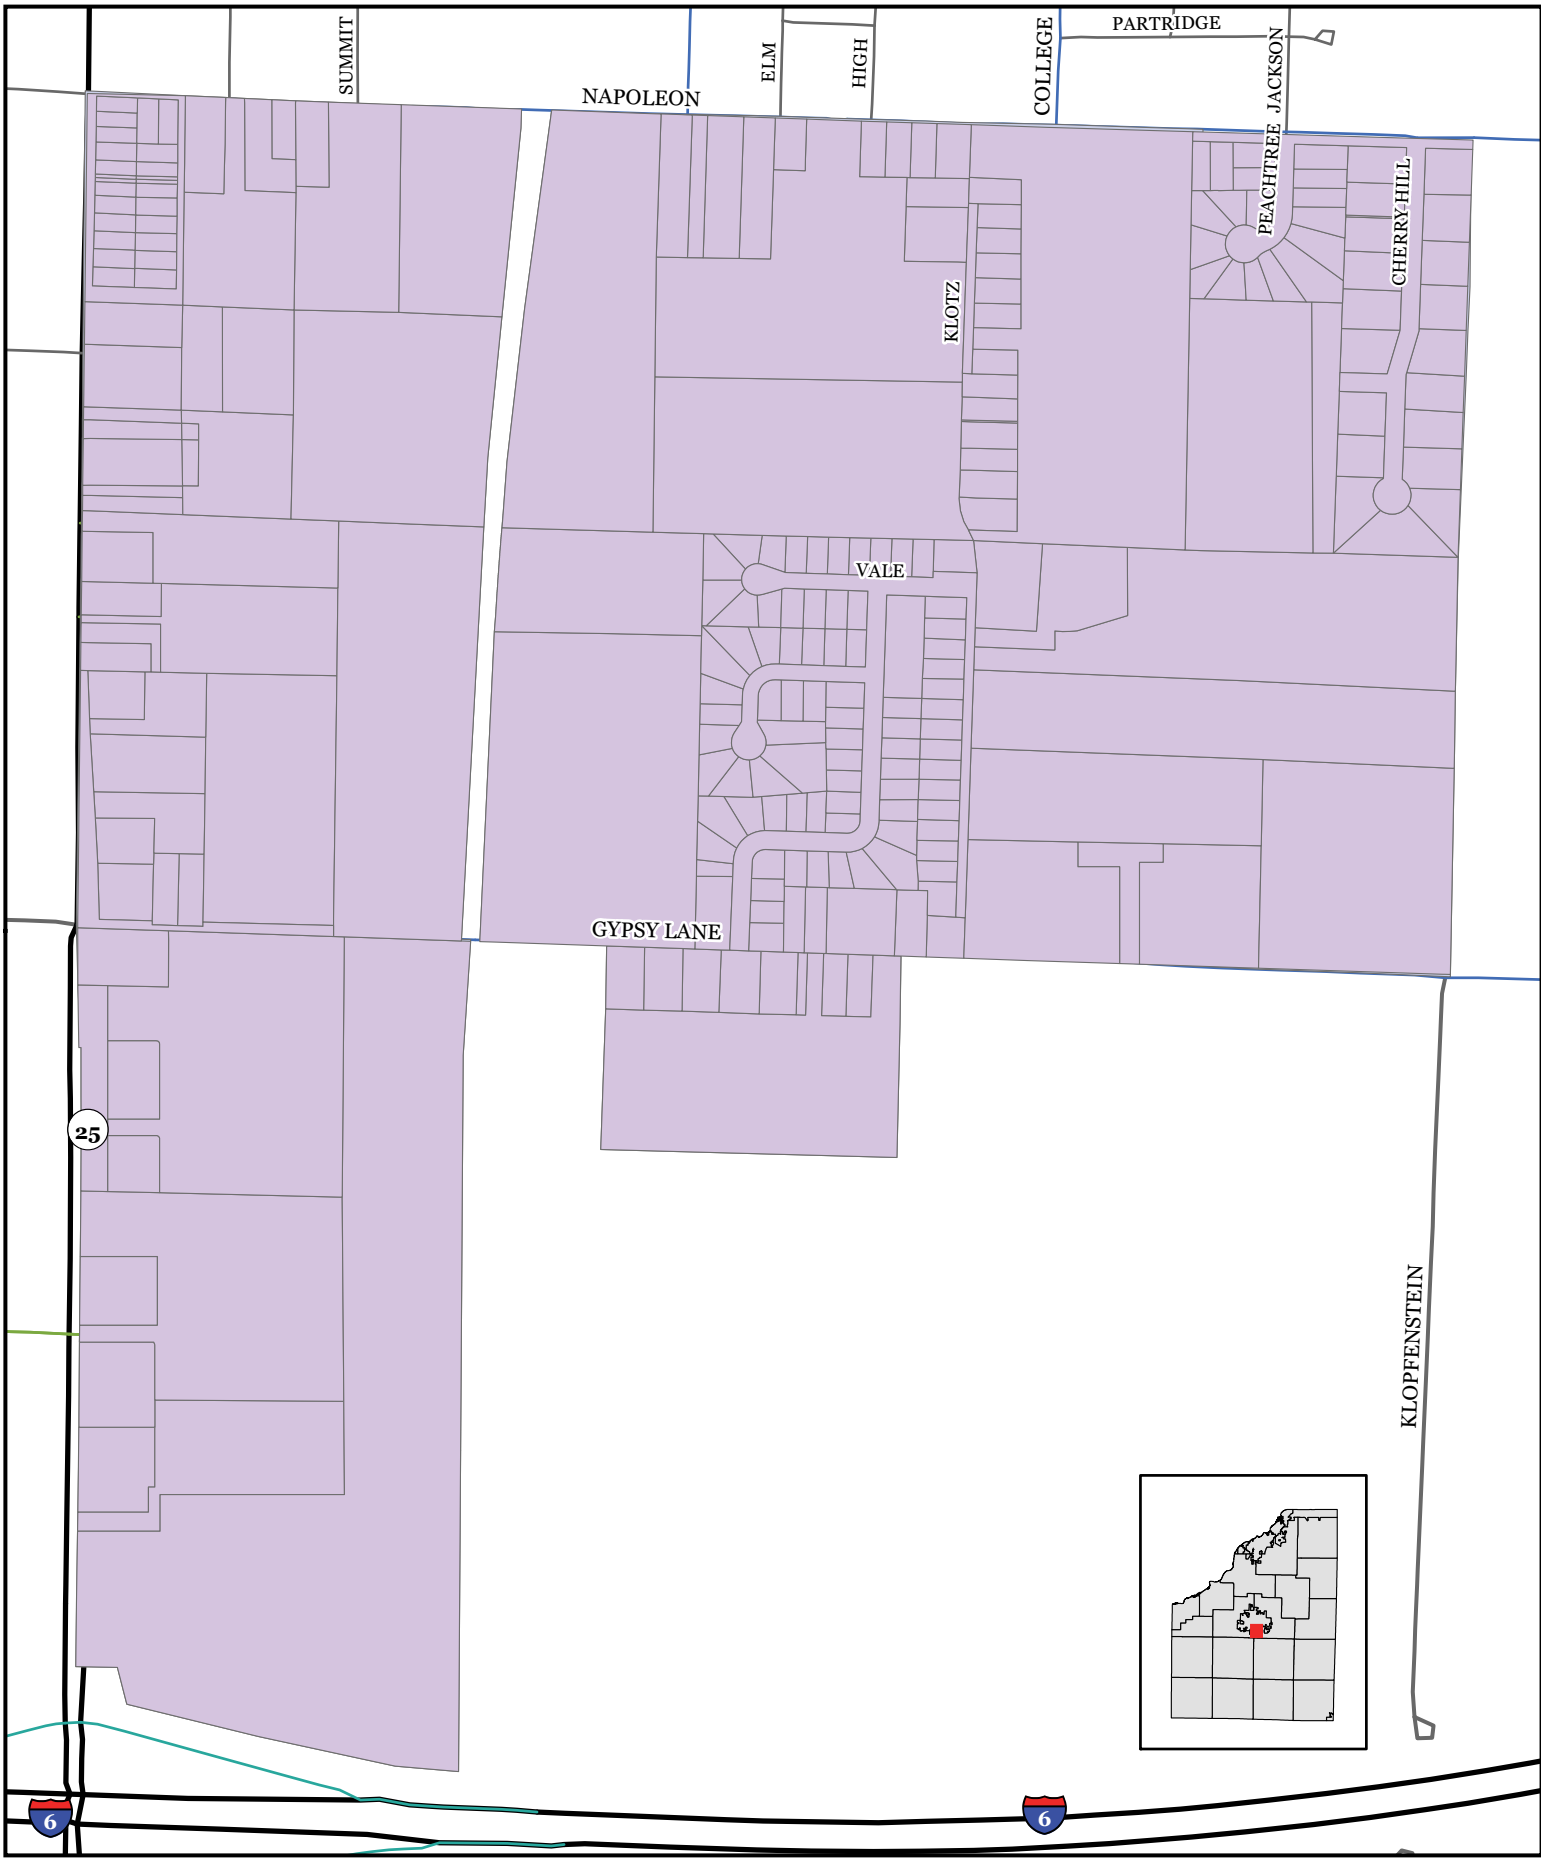 SUMMIT
ELM
HIGH
COLLEGE
PARTRIDGE
JACKSON
NAPOLEON
PEACHTREE
CHERRY HILL
KLOTZ
VALE
GYPSY LANE
25
KLOPFENSTEIN
6
6